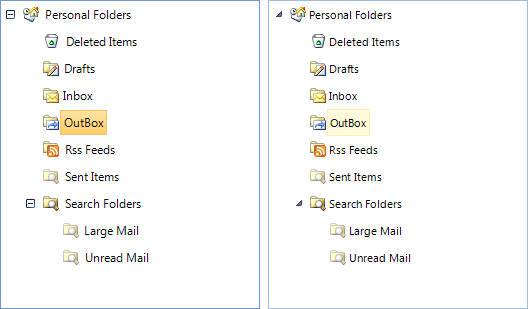 Personal Folders
Deleted Items
Drafts
Inbox
OutBox
Rss Feeds
Sent Items
Search Folders
Large Mail
Unread Mail
Personal Folders
Deleted Items
Drafts
Inbox
OutBox
Rss Feeds
Sent Items
Search Folders
Large Mail
Unread Mail